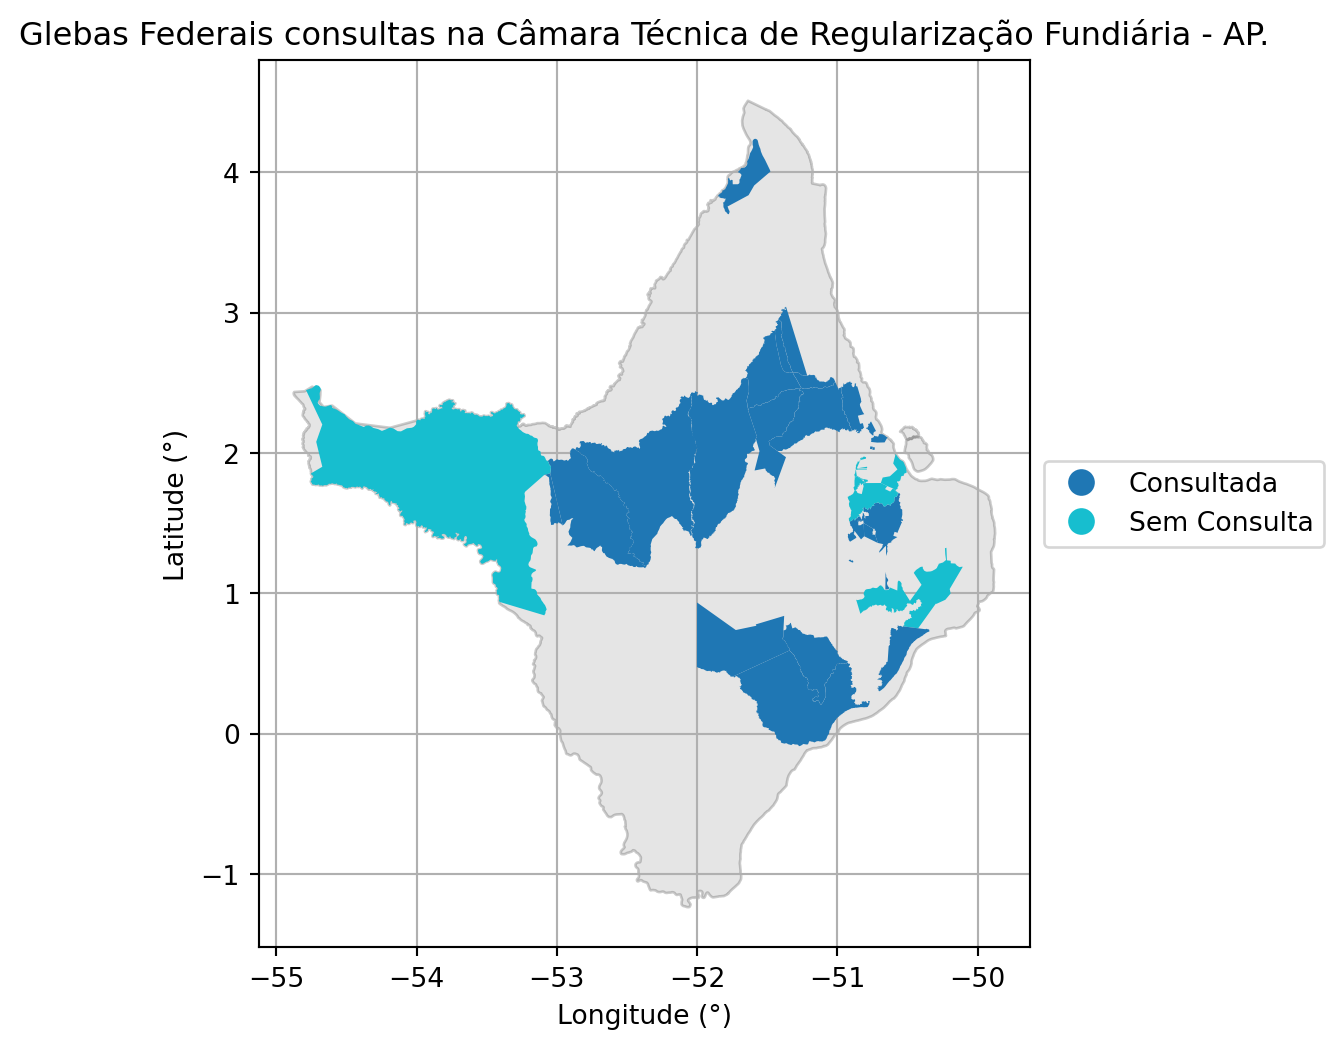 Glebas Federais consultas na Câmara Técnica de Regularização Fundiária - AP.
4
3
2
1
0
−1
Latitude (°)
−55
−54
−53
−52
−51
−50
Longitude (°)
Consultada
Sem Consulta